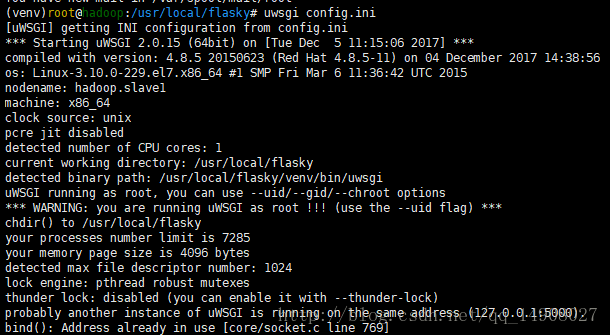 (venv)root@hadoop:/usr/local/flasky# uwsgi config.ini
[uWSGI] getting INI configuration from config.ini
*** Starting uWSGI 2.0.15 (64bit) on [Tue Dec  5 11:15:06 2017] ***
compiled with version: 4.8.5 20150623 (Red Hat 4.8.5-11) on 04 December 2017 14:38:56
os: Linux-3.10.0-229.el7.x86_64 #1 SMP Fri Mar 6 11:36:42 UTC 2015
nodename: hadoop.slave1
machine: x86_64
clock source: unix
pcre jit disabled
detected number of CPU cores: 1
current working directory: /usr/local/flasky
detected binary path: /usr/local/flasky/venv/bin/uwsgi
uWSGI running as root, you can use --uid/--gid/--chroot options
*** WARNING: you are running uWSGI as root !!! (use the --uid flag) ***
chdir() to /usr/local/flasky
your processes number limit is 7285
your memory page size is 4096 bytes
detected max file descriptor number: 1024
lock engine: pthread robust mutexes
thunder lock: disabled (you can enable it with --thunder-lock)
probably another instance of uWSGI is running on the same address (127.0.0.1:5000).
bind(): Address already in use [core/socket.c line 769]